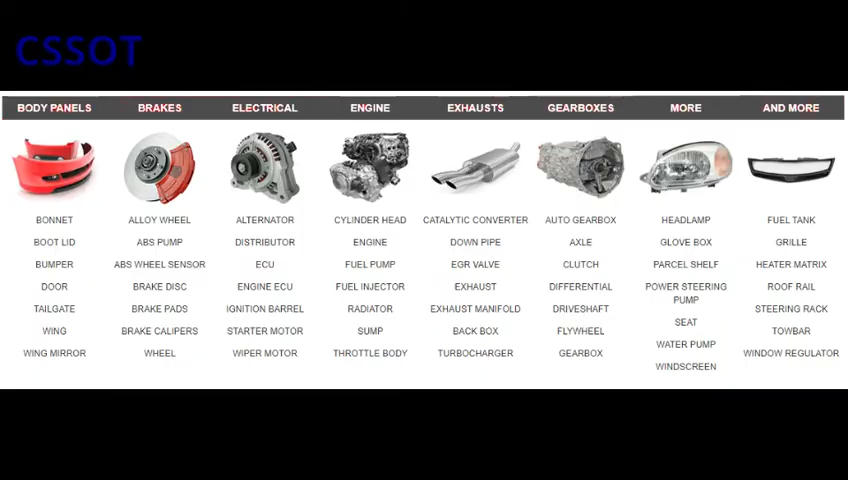 CSSOT
BODY PANELS BRAKES ELECTRICAL ENGINE EXHAUSTS GEARBOXES MORE AND MORE
BONNET
BOOT LID
BUMPER
DOOR
TAILGATE
WING
WING MIRROR
ALLOY WHEEL
ABS PUMP
ABS WHEEL SENSOR
BRAKE DISC
BRAKE PADS
BRAKE CALIPERS
WHEEL
ALTERNATOR
DISTRIBUTOR
ECU
ENGINE ECU
IGNITION BARREL
STARTER MOTOR
WIPER MOTOR
CYLINDER HEAD
ENGINE
FUEL PUMP
FUEL INJECTOR
RADIATOR
SUMP
THROTTLE BODY
CATALYTIC CONVERTER
DOWN PIPE
EGR VALVE
EXHAUST
EXHAUST MANIFOLD
BACK BOX
TURBOCHARGER
AUTO GEARBOX
AXLE
CLUTCH
DIFFERENTIAL
DRIVESHAFT
FLYWHEEL
GEARBOX
HEADLAMP
GLOVE BOX
PARCEL SHELF
POWER STEERING
PUMP
SEAT
WATER PUMP
WINDSCREEN
FUEL TANK
GRILLE
HEATER MATRIX
ROOF RAIL
STEERING RACK
TOWBAR
WINDOW REGULATOR